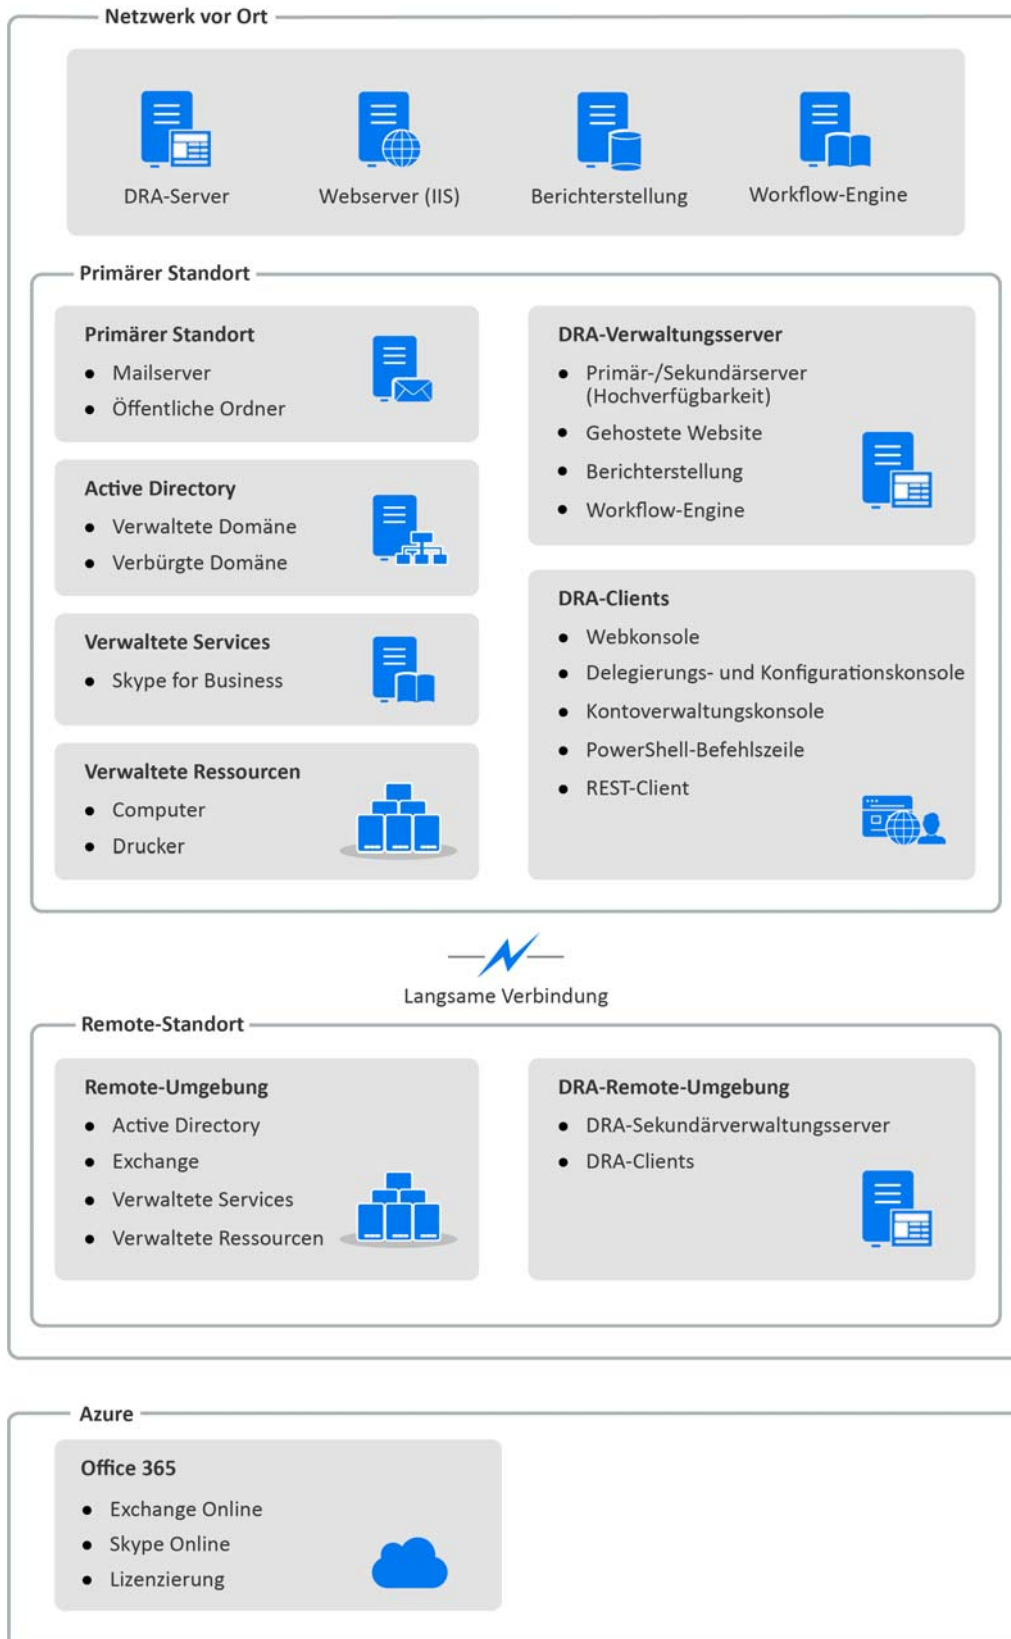 Netzwerk vor Ort
DRA-Server
Webserver (IIS)
Berichterstellung
Workflow-Engine
Primärer Standort
Primärer Standort
● Mailserver
● Öffentliche Ordner
Active Directory
● Verwaltete Domäne
● Verbürgte Domäne
Verwaltete Services
● Skype for Business
Verwaltete Ressourcen
● Computer
● Drucker
DRA-Verwaltungsserver
● Primär-/Sekundärserver
(Hochverfügbarkeit)
● Gehostete Website
● Berichterstellung
● Workflow-Engine
DRA-Clients
● Webkonsole
● Delegierungs- und Konfigurationskonsole
● Kontoverwaltungskonsole
● PowerShell-Befehlszeile
● REST-Client
Langsame Verbindung
Remote-Standort
Remote-Umgebung
● Active Directory
● Exchange
● Verwaltete Services
● Verwaltete Ressourcen
DRA-Remote-Umgebung
● DRA-Sekundärverwaltungsserver
● DRA-Clients
Azure
Office 365
● Exchange Online
● Skype Online
● Lizenzierung